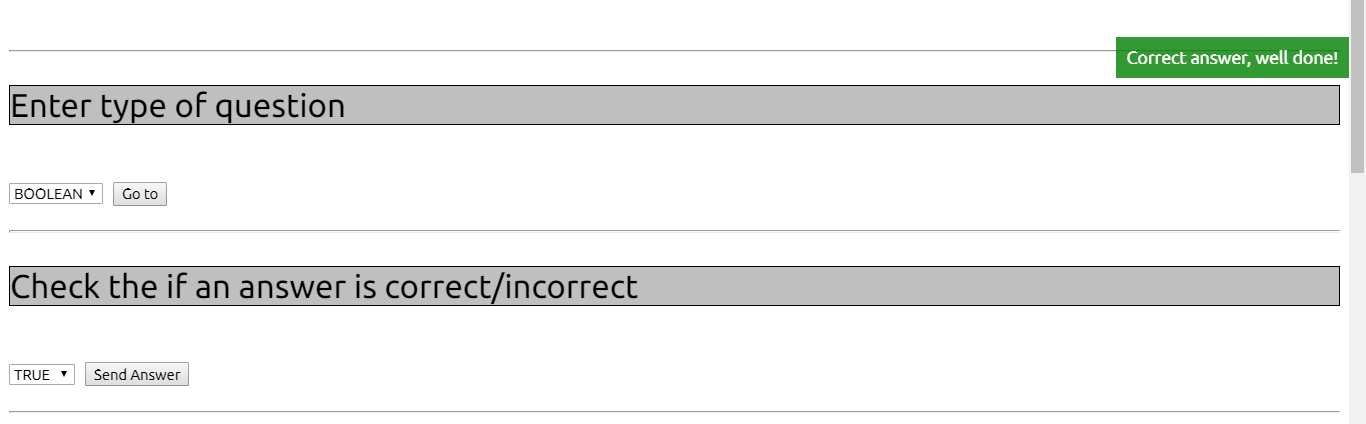 Correct answer, well done!
Enter type of question
BOOLEAN Go to
Check the if an answer is correct/incorrect
TRUE Send Answer